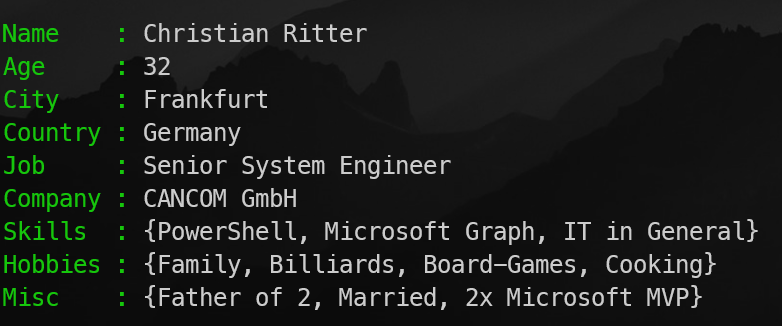 Name    : Christian Ritter
Age     : 32
City    : Frankfurt
Country : Germany
Job     : Senior System Engineer
Company : CANCOM GmbH
Skills  : {PowerShell, Microsoft Graph, IT in General}
Hobbies : {Family, Billiards, Board-Games, Cooking}
Misc    : {Father of 2, Married, 2x Microsoft MVP}